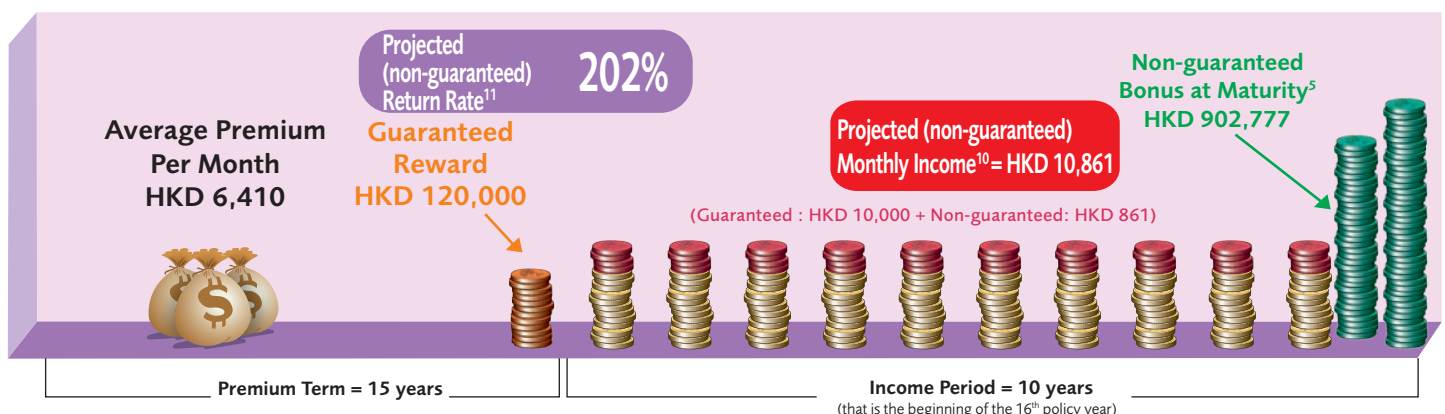 Projected
(non-guaranteed)
Return Rate11
202%
Average Premium
Per Month
HKD 6,410
Guaranteed
Reward
HKD 120,000
Projected (non-guaranteed)
Monthly Income10 = HKD 10,861
(Guaranteed : HKD 10,000 + Non-guaranteed: HKD 861)
Non-guaranteed
Bonus at Maturity5
HKD 902,777
$ $ $
Premium Term = 15 years
Income Period = 10 years
(that is the beginning of the 16th policy year)